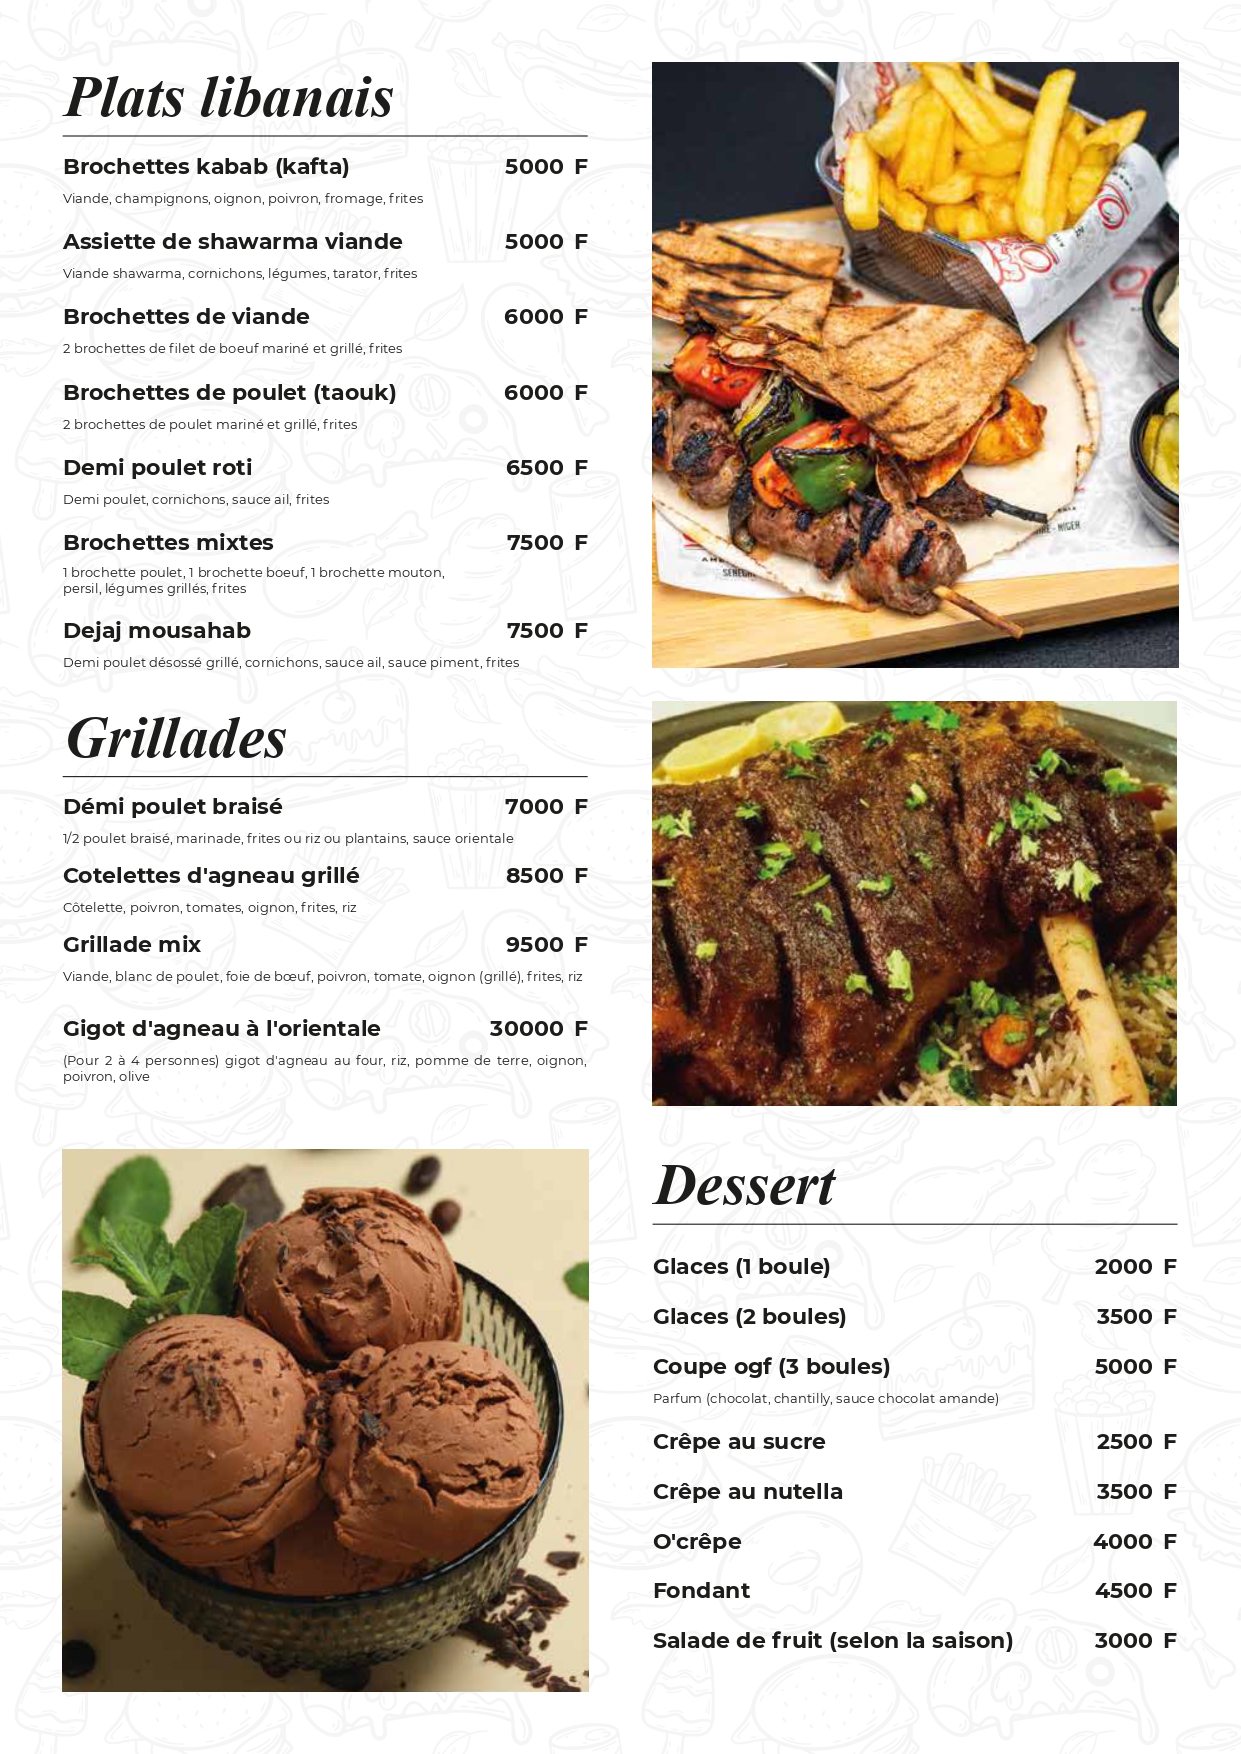 Plats libanais
Brochettes kabab (kafta) 5000 F
Viande, champignons, oignon, poivron, fromage, frites
Assiette de shawarma viande 5000 F
Viande shawarma, cornichons, légumes, tarator, frites
Brochettes de viande 6000 F
2 brochettes de filet de boeuf mariné et grillé, frites
Brochettes de poulet (taouk) 6000 F
2 brochettes de poulet mariné et grillé, frites
Demi poulet roti 6500 F
Demi poulet, cornichons, sauce ail, frites
Brochettes mixtes 7500 F
1 brochette poulet, 1 brochette boeuf, 1 brochette mouton,
persil, légumes grillés, frites
Dejaj mousahab 7500 F
Demi poulet désossé grillé, cornichons, sauce ail, sauce piment, frites
NIGER
Grillades
Démi poulet braisé 7000 F
1/2 poulet braisé, marinade, frites ou riz ou plantains, sauce orientale
Cotelettes d'agneau grillé 8500 F
Côtelette, poivron, tomates, oignon, frites, riz
Grillade mix 9500 F
Viande, blanc de poulet, foie de bœuf, poivron, tomate, oignon (grillé), frites, riz
Gigot d'agneau à l'orientale 30000 F
(Pour 2 à 4 personnes) gigot d'agneau au four, riz, pomme de terre, oignon,
poivron, olive
Dessert
Glaces (1 boule) 2000 F
Glaces (2 boules) 3500 F
Coupe ogf (3 boules) 5000 F
Parfum (chocolat, chantilly, sauce chocolat amande)
Crêpe au sucre 2500 F
Crêpe au nutella 3500 F
O'crêpe 4000 F
Fondant 4500 F
Salade de fruit (selon la saison) 3000 F